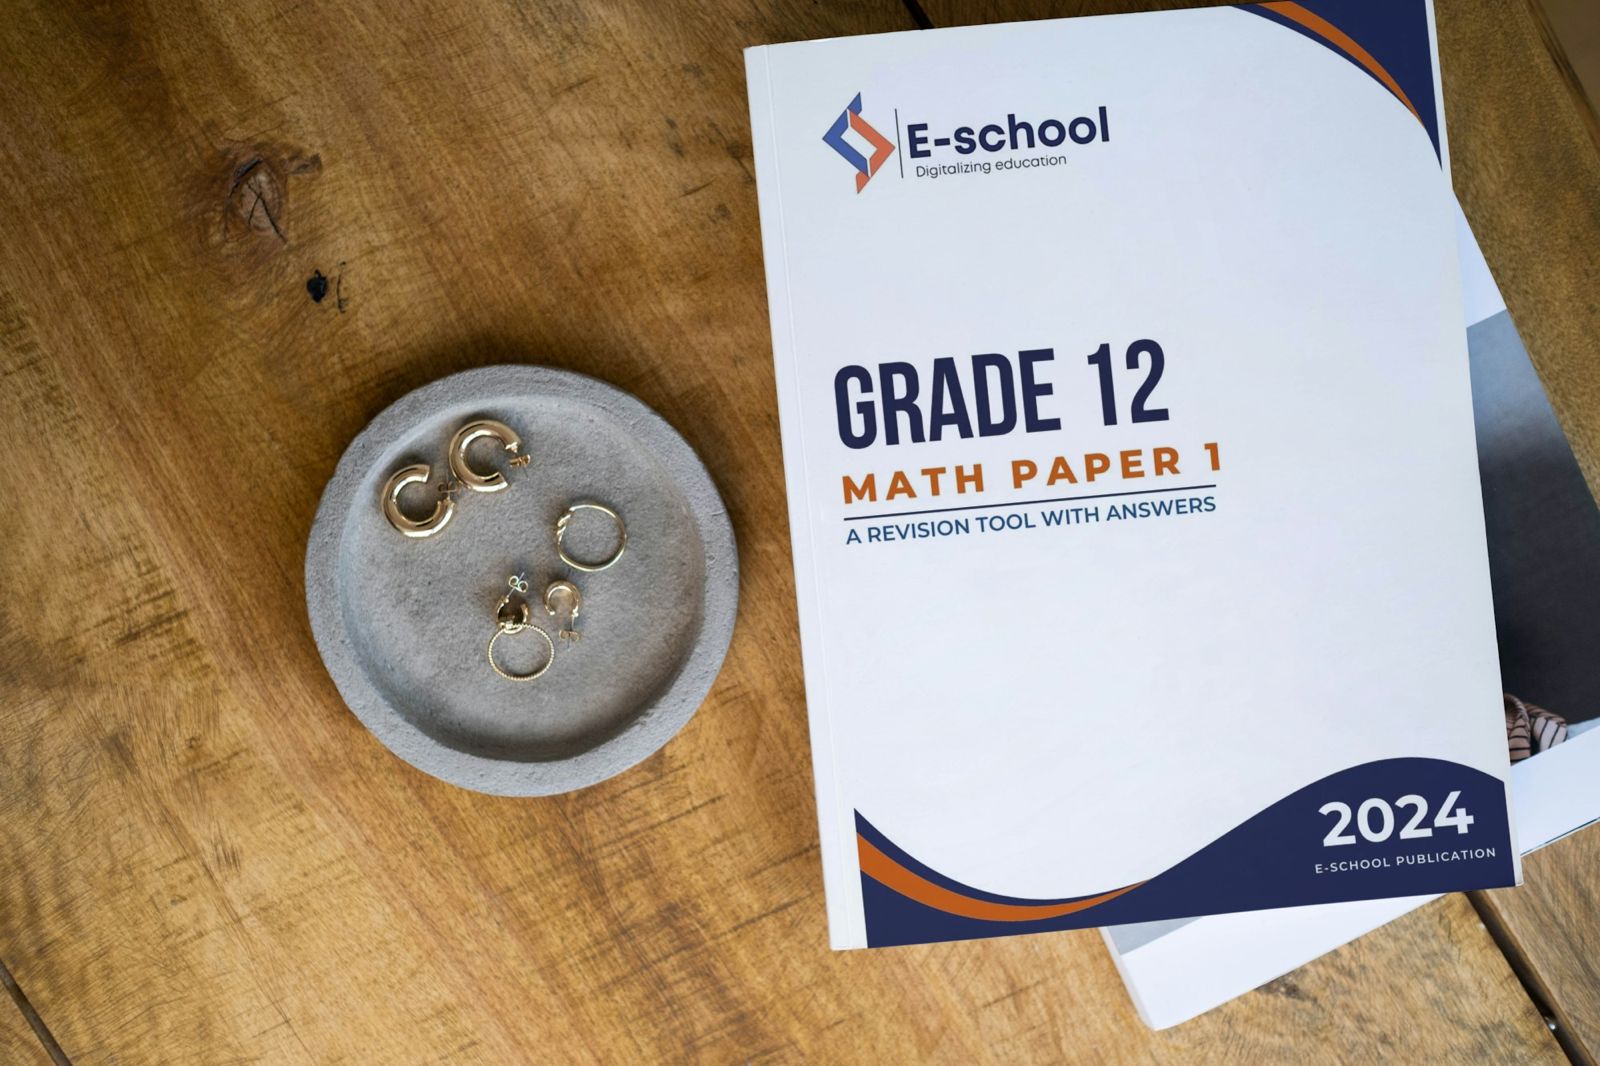 E-school
Digitalizing education
GRADE 12
MATH PAPER 1
A REVISION TOOL WITH ANSWERS
2024
E-SCHOOL PUBLICATION